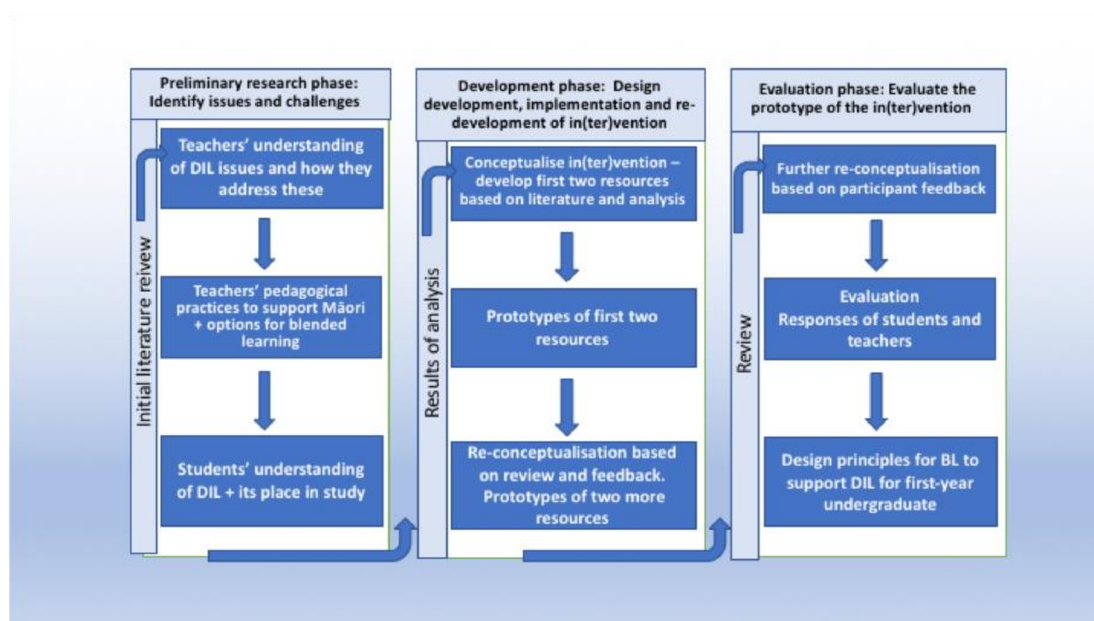 Preliminary research phase:
Identify issues and challenges
Initial literature reivew
Teachers' understanding
of DIL issues and how they
address these
Teachers' pedagogical
practices to support Māori
+ options for blended
learning
Students' understanding
of DIL + its place in study
Development phase: Design
development, implementation and re-
development of in(ter)vention
Results of analysis
Conceptualise in(ter)vention –
develop first two resources
based on literature and analysis
Prototypes of first two
resources
Re-conceptualisation based
on review and feedback.
Prototypes of two more
resources
Evaluation phase: Evaluate the
prototype of the in(ter)vention
Review
Further re-conceptualisation
based on participant feedback
Evaluation
Responses of students and
teachers
Design principles for BL to
support DIL for first-year
undergraduate